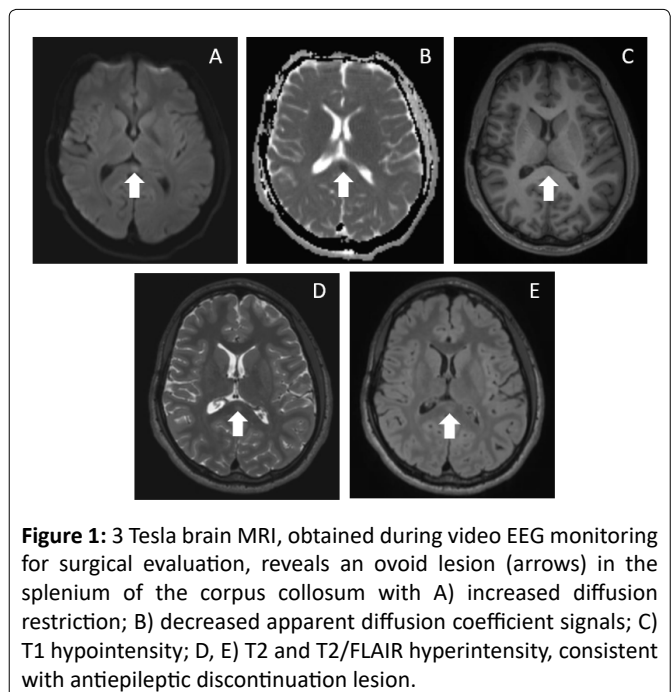 A
B
C
D
E
Figure 1: 3 Tesla brain MRI, obtained during video EEG monitoring
for surgical evaluation, reveals an ovoid lesion (arrows) in the
splenium of the corpus collosum with A) increased diffusion
restriction; B) decreased apparent diffusion coefficient signals; C)
T1 hypointensity; D, E) T2 and T2/FLAIR hyperintensity, consistent
with antiepileptic discontinuation lesion.